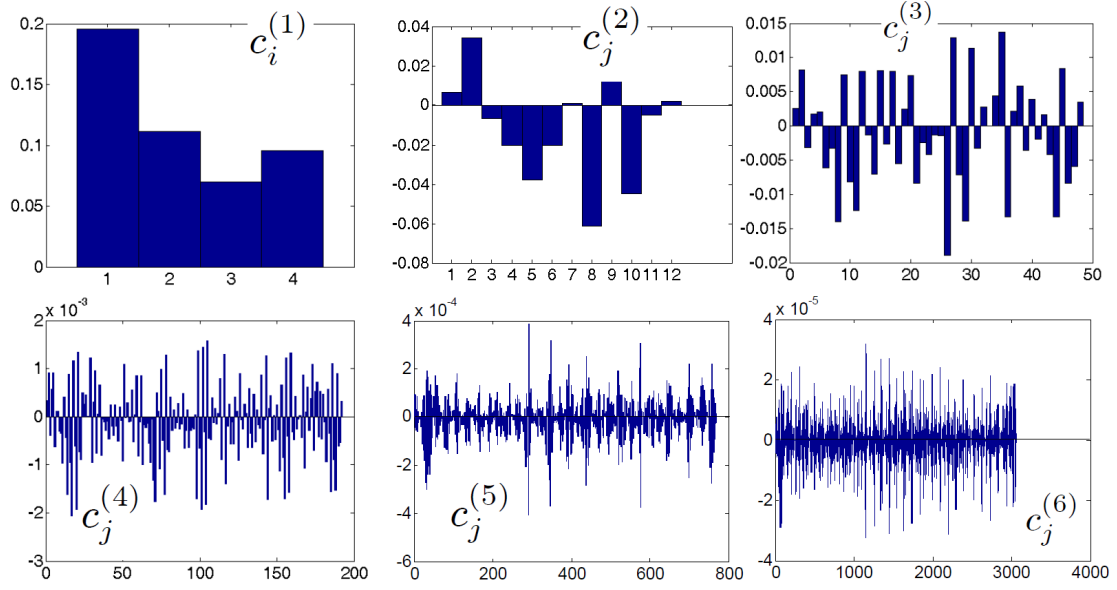 0.2
0.15
0.1
0.05
0
1 2 3 4
c_i^{(1)}
0.04
0.02
0
-0.02
-0.04
-0.06
-0.08
1 2 3 4 5 6 7 8 9 10 11 12
c_j^{(2)}
0.015
0.01
0.005
0
-0.005
-0.01
-0.015
-0.02
0 10 20 30 40 50
c_j^{(3)}
x 10^{-3}
2
1
0
-1
-2
-3
0 50 100 150 200
c_j^{(4)}
x 10^{-4}
4
2
0
-2
-4
-6
0 200 400 600 800
c_j^{(5)}
x 10^{-5}
4
2
0
-2
-4
0 1000 2000 3000 4000
c_j^{(6)}